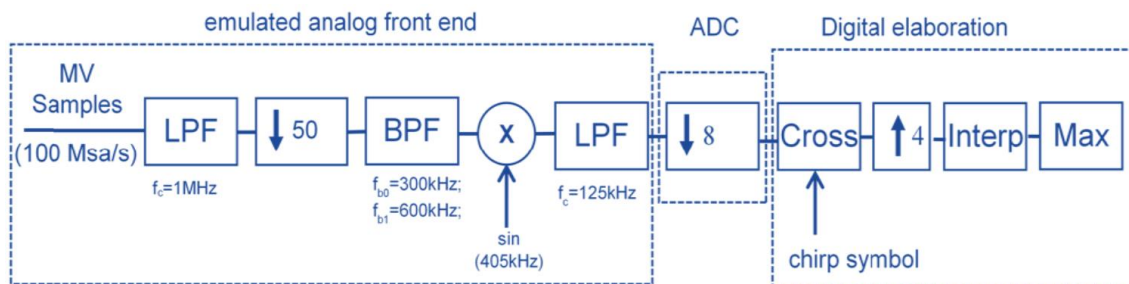 emulated analog front end
ADC
Digital elaboration
MV
Samples
(100 Msa/s)
LPF
↓ 50
BPF
X
LPF
↓ 8
Cross
↑ 4
Interp
Max
fc=1MHz
fb0=300kHz;
fb1=600kHz;
fc=125kHz
sin
(405kHz)
chirp symbol